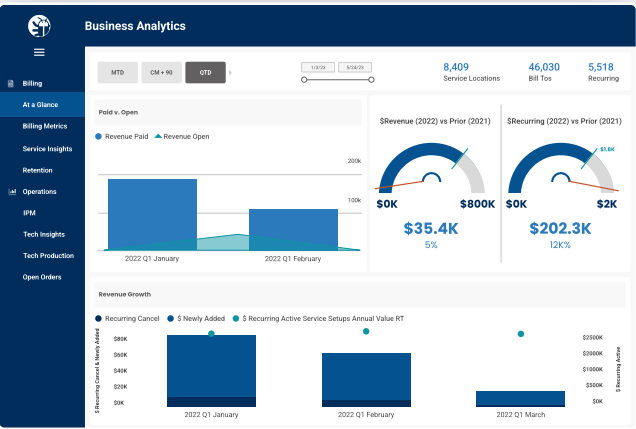 Business Analytics
Billing
At a Glance
Billing Metrics
Service Insights
Retention
Operations
IPM
Tech Insights
Tech Production
Open Orders
MTD
CM + 90
QTD
1/3/23
5/24/23
8,409
Service Locations
46,030
Bill Tos
5,518
Recurring
Paid v. Open
Revenue Paid
Revenue Open
200k
100k
2022 Q1 January
2022 Q1 February
$Revenue (2022) vs Prior (2021)
$0K
$800K
$35.4K
5%
$Recurring (2022) vs Prior (2021)
$1.8K
$0K
$2K
$202.3K
12K%
Revenue Growth
Recurring Cancel
$ Newly Added
$ Recurring Active Service Setups Annual Value RT
$ Recurring Cancel & Newly Added
$80K
$60K
$40K
$20K
$0K
$2500K
$2000K
$1000K
$500K
$0K
$ Recurring Active
2022 Q1 January
2022 Q1 February
2022 Q1 March